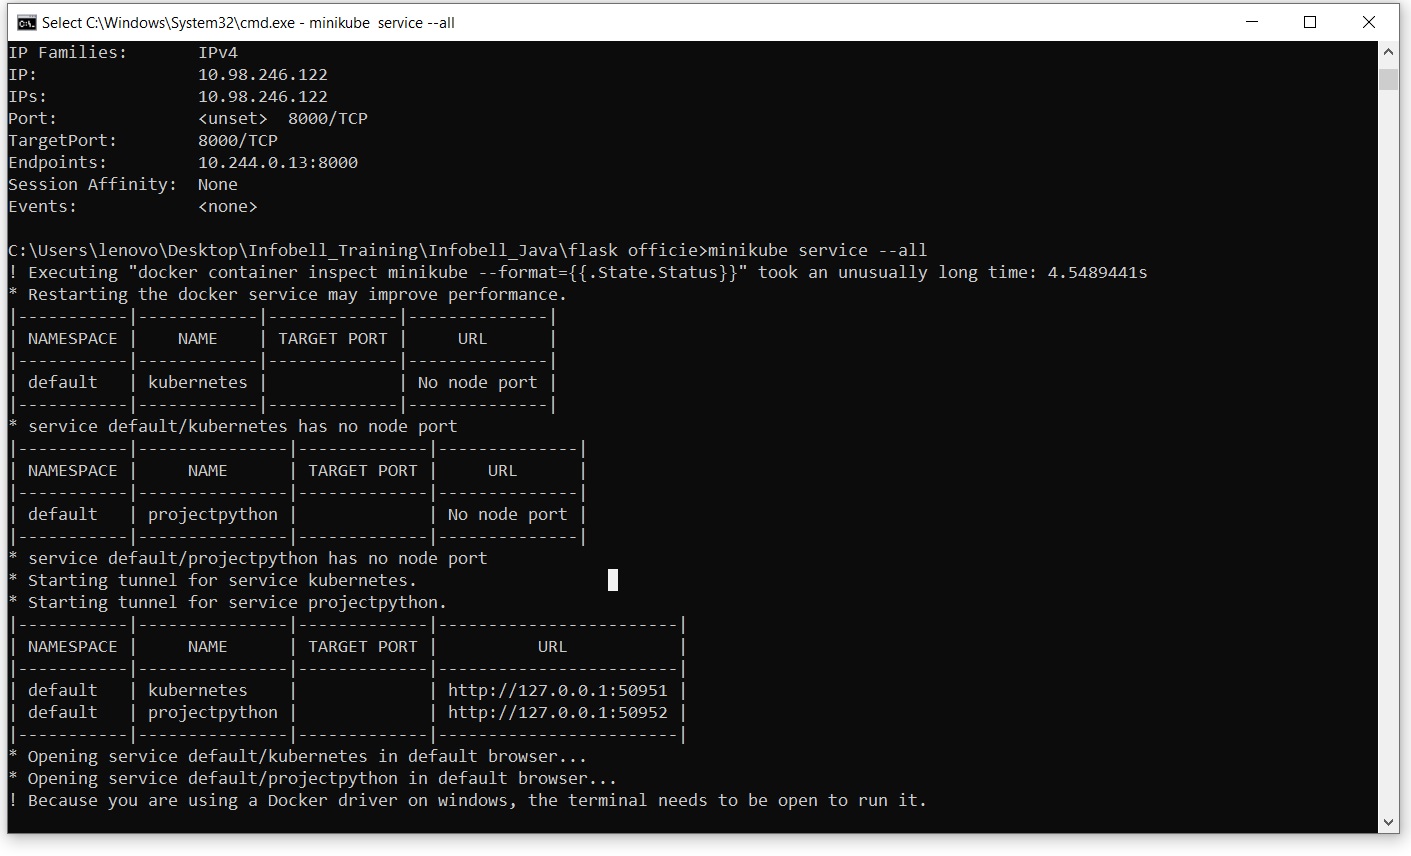 Select C:\Windows\System32\cmd.exe - minikube  service --all
IP Families:       IPv4
IP:                10.98.246.122
IPs:               10.98.246.122
Port:              <unset>  8000/TCP
TargetPort:        8000/TCP
Endpoints:         10.244.0.13:8000
Session Affinity:  None
Events:            <none>

C:\Users\lenovo\Desktop\Infobell_Training\Infobell_Java\flask officie>minikube service --all
! Executing "docker container inspect minikube --format={{.State.Status}}" took an unusually long time: 4.5489441s
* Restarting the docker service may improve performance.
|-----------|------------|-------------|--------------|
| NAMESPACE |    NAME    | TARGET PORT |     URL      |
|-----------|------------|-------------|--------------|
| default   | kubernetes |             | No node port |
|-----------|------------|-------------|--------------|
* service default/kubernetes has no node port
|-----------|---------------|-------------|--------------|
| NAMESPACE |     NAME      | TARGET PORT |     URL      |
|-----------|---------------|-------------|--------------|
| default   | projectpython |             | No node port |
|-----------|---------------|-------------|--------------|
* service default/projectpython has no node port
* Starting tunnel for service kubernetes.
* Starting tunnel for service projectpython.
|-----------|---------------|-------------|------------------------|
| NAMESPACE |     NAME      | TARGET PORT |          URL           |
|-----------|---------------|-------------|------------------------|
| default   | kubernetes    |             | http://127.0.0.1:50951 |
| default   | projectpython |             | http://127.0.0.1:50952 |
|-----------|---------------|-------------|------------------------|
* Opening service default/kubernetes in default browser...
* Opening service default/projectpython in default browser...
! Because you are using a Docker driver on windows, the terminal needs to be open to run it.